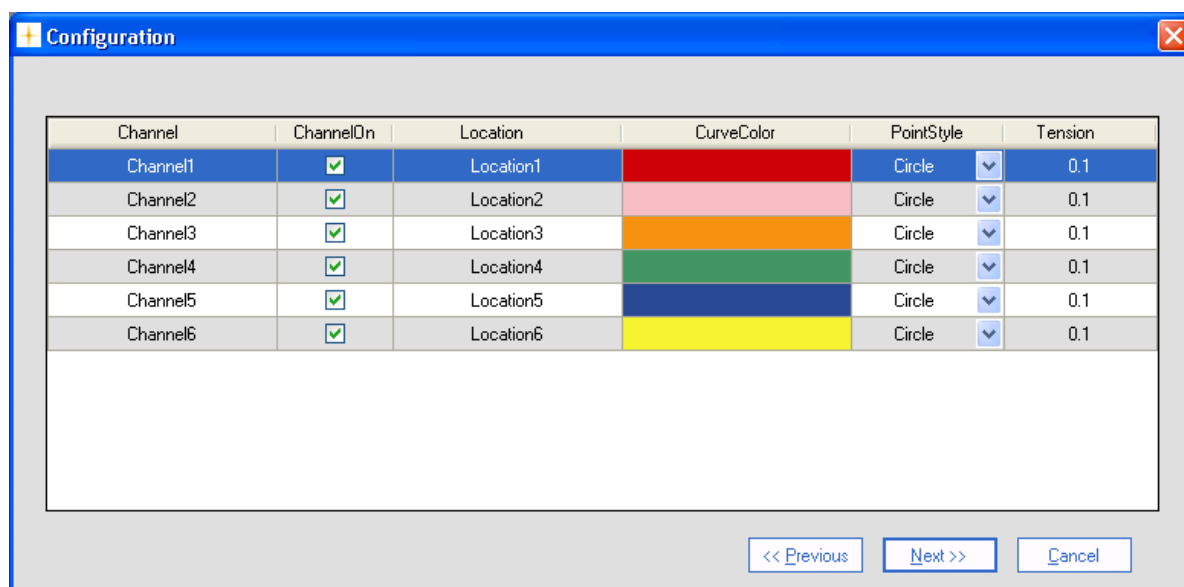 Configuration
Channel ChannelOn Location CurveColor PointStyle Tension
Channel1 Location1 Circle 0.1
Channel2 Location2 Circle 0.1
Channel3 Location3 Circle 0.1
Channel4 Location4 Circle 0.1
Channel5 Location5 Circle 0.1
Channel6 Location6 Circle 0.1
<< Previous Next >> Cancel